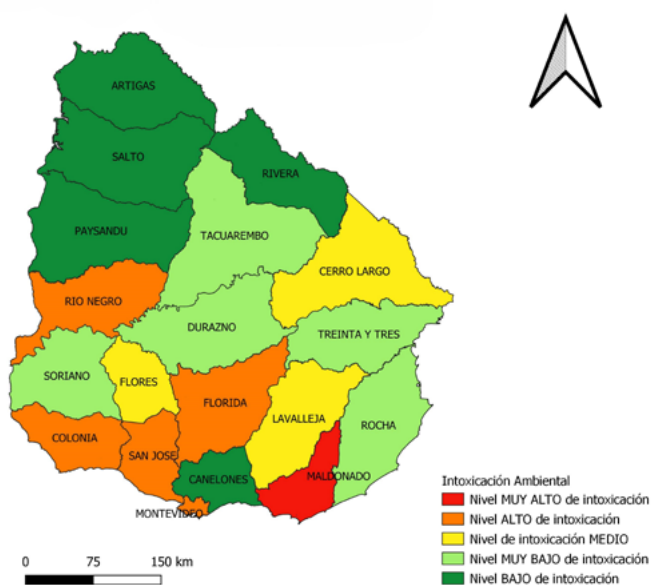 ARTIGAS
SALTO
RIVERA
PAYSANDU
TACUAREMBO
CERRO LARGO
RIO NEGRO
DURAZNO
TREINTA Y TRES
SORIANO
FLORES
FLORIDA
LAVALLEJA
ROCHA
COLONIA
SAN JOSE
CANELONES
MALDONADO
MONTEVIDEO
Intoxicación Ambiental
Nivel MUY ALTO de intoxicación
Nivel ALTO de intoxicación
Nivel de intoxicación MEDIO
Nivel MUY BAJO de intoxicación
Nivel BAJO de intoxicación
0 75 150 km